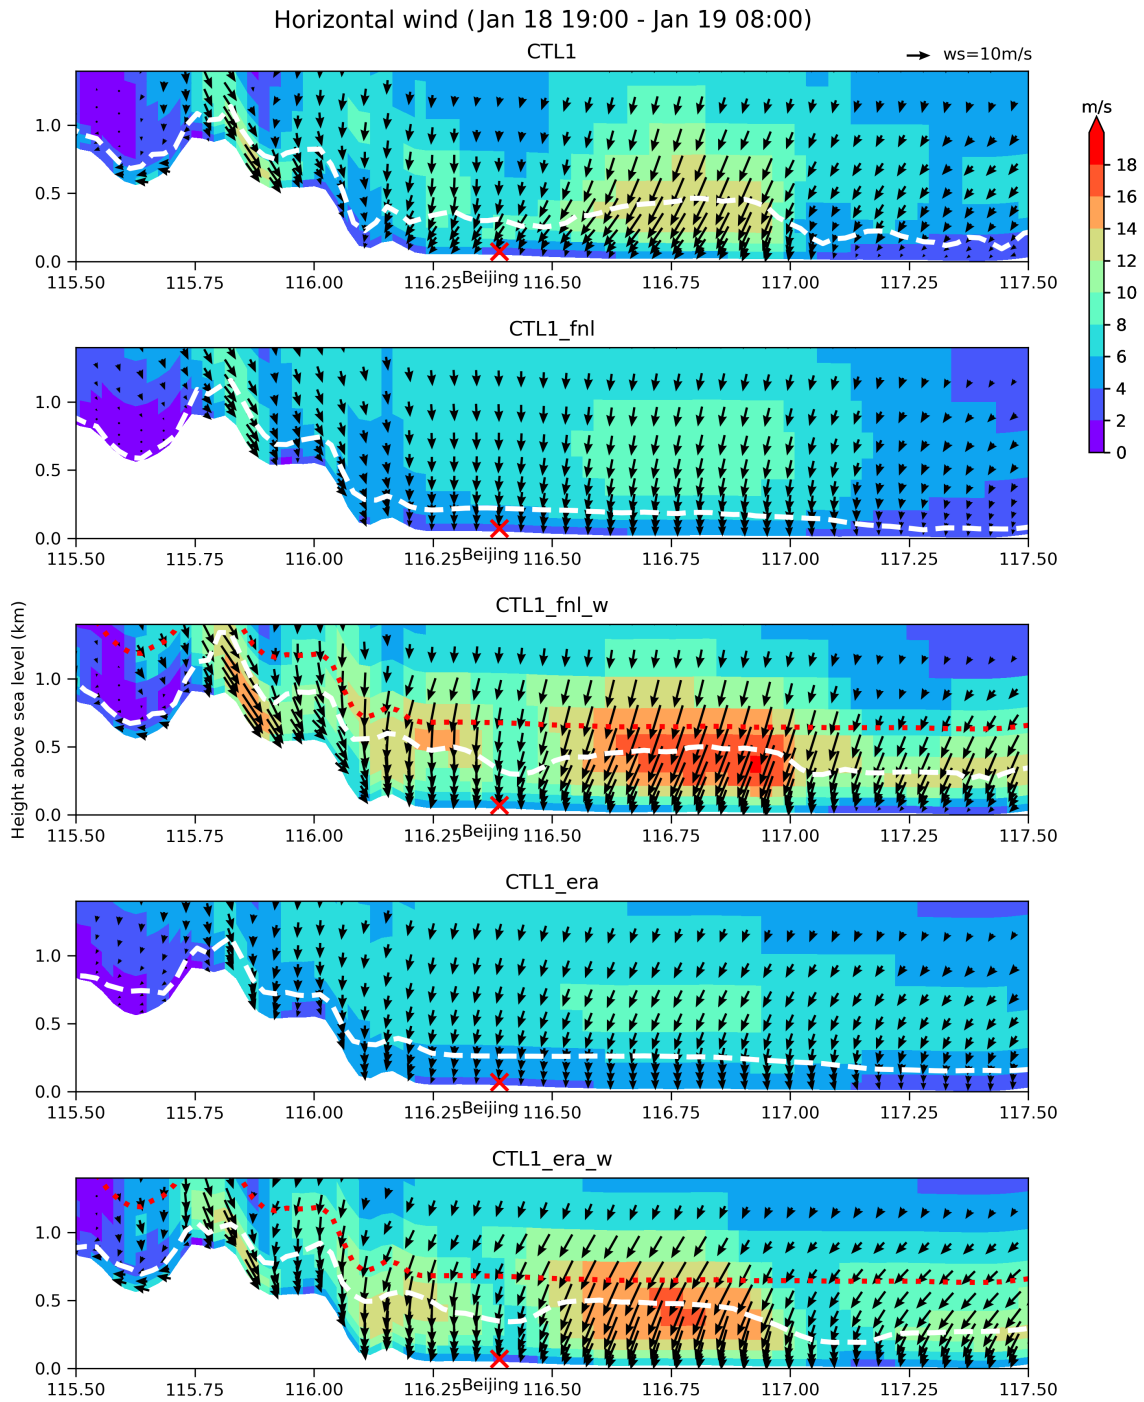 Horizontal wind (Jan 18 19:00 - Jan 19 08:00)
CTL1
ws=10m/s
m/s
18
16
14
12
10
8
6
4
2
0
Height above sea level (km)
1.0
0.5
0.0
115.50 115.75 116.00 116.25 Beijing 116.50 116.75 117.00 117.25 117.50
CTL1_fnl
1.0
0.5
0.0
115.50 115.75 116.00 116.25 Beijing 116.50 116.75 117.00 117.25 117.50
CTL1_fnl_w
1.0
0.5
0.0
115.50 115.75 116.00 116.25 Beijing 116.50 116.75 117.00 117.25 117.50
CTL1_era
1.0
0.5
0.0
115.50 115.75 116.00 116.25 Beijing 116.50 116.75 117.00 117.25 117.50
CTL1_era_w
1.0
0.5
0.0
115.50 115.75 116.00 116.25 Beijing 116.50 116.75 117.00 117.25 117.50